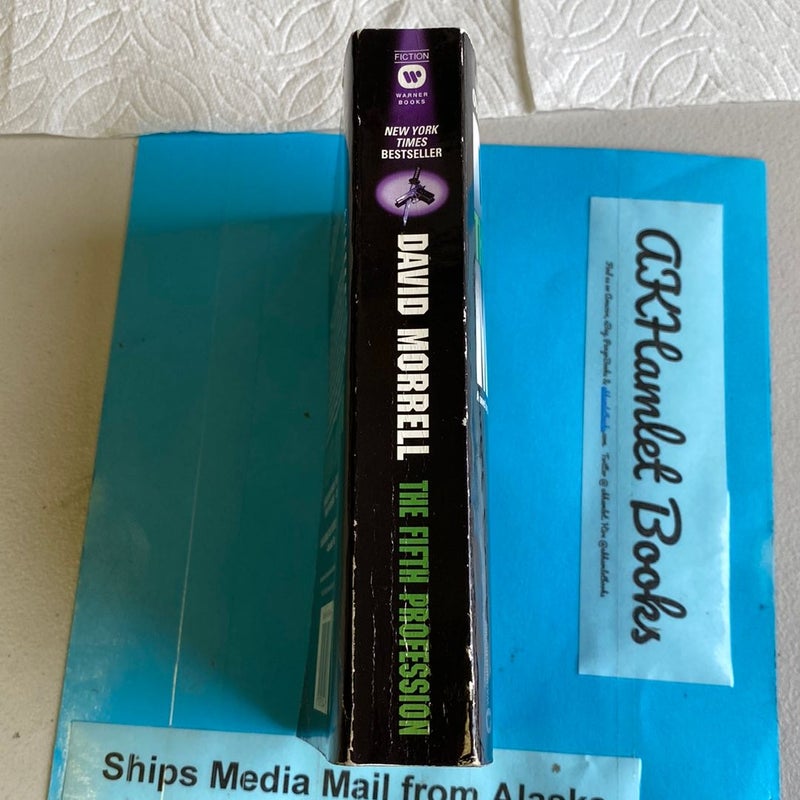 FICTION
WARNER
BOOKS
NEW YORK
TIMES
BESTSELLER
DAVID MORRELL THE FIFTH PROFESSION
AKHamlet Books
Ships Media Mail from Alaska